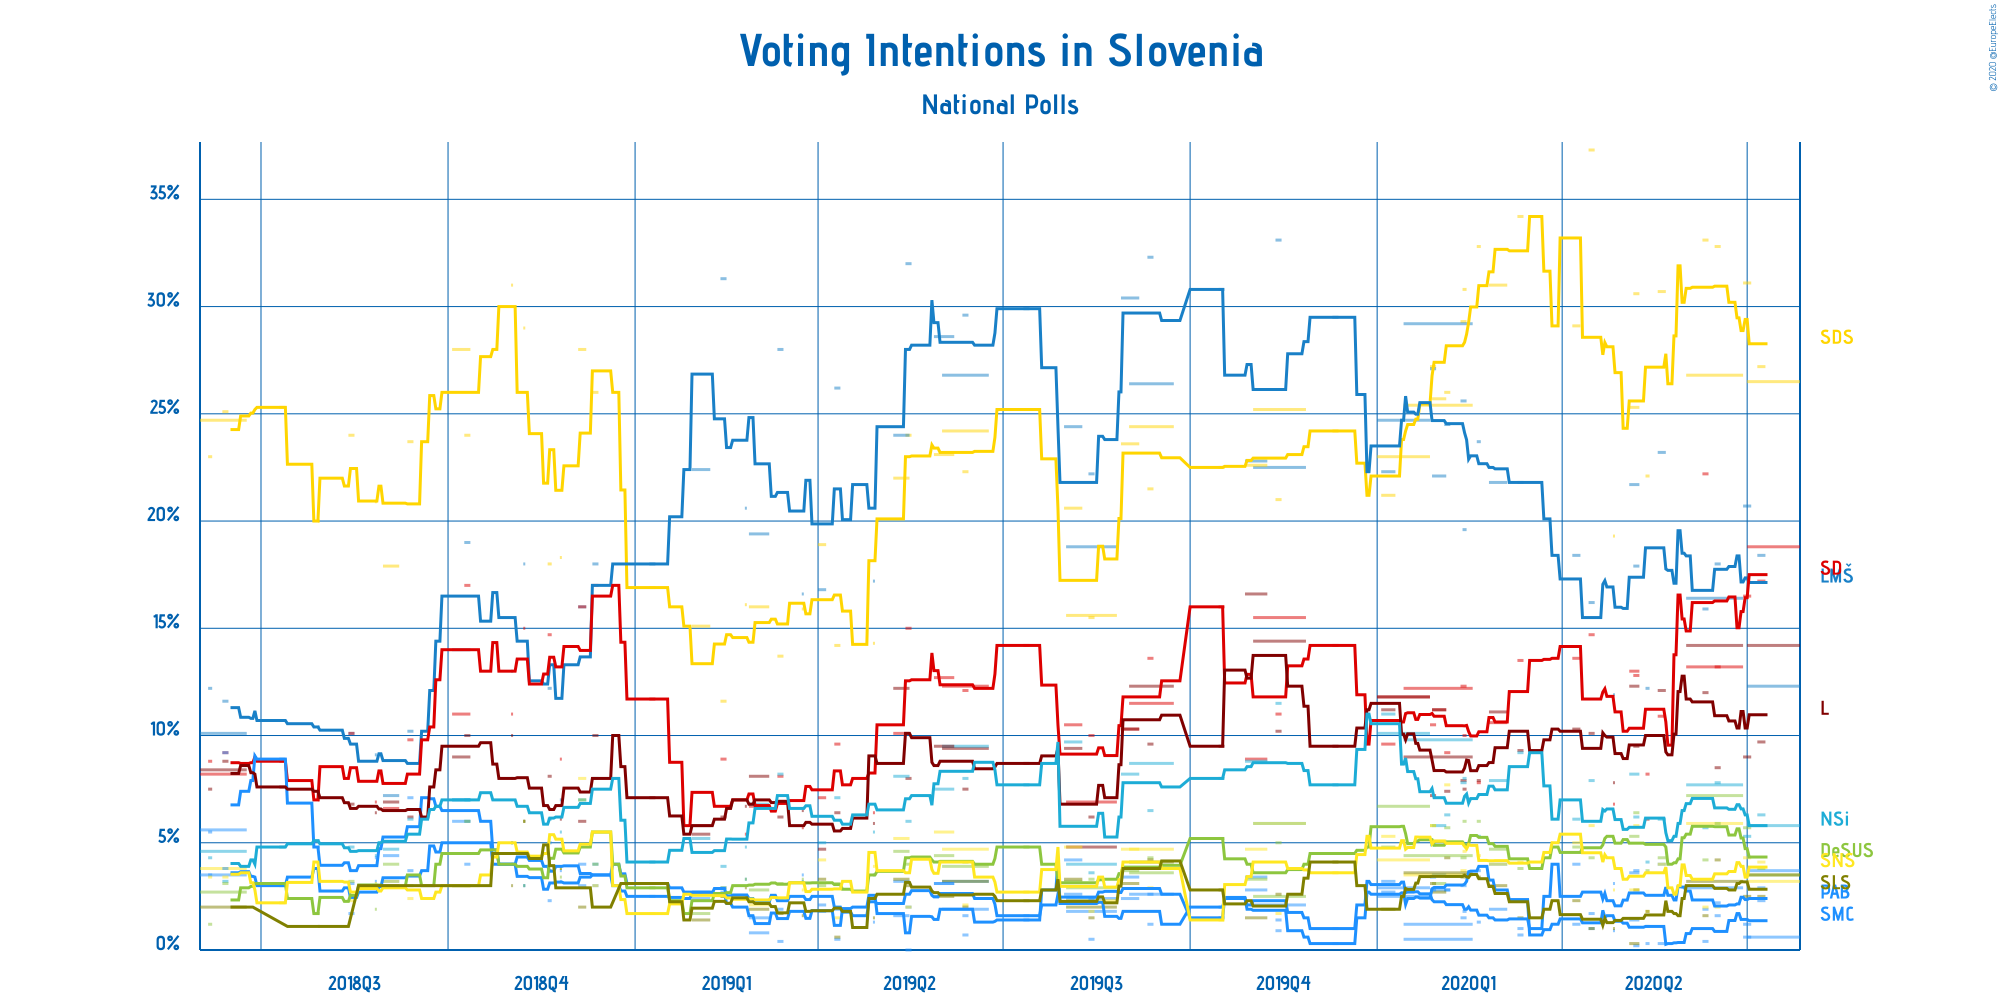 © 2020 @EuropeElects
Voting Intentions in Slovenia
National Polls
35%
30%
25%
20%
15%
10%
5%
0%
SDS
SD
LMŠ
L
NSi
DeSUS
SNS
SLS
PAB
SMC
2018Q3
2018Q4
2019Q1
2019Q2
2019Q3
2019Q4
2020Q1
2020Q2